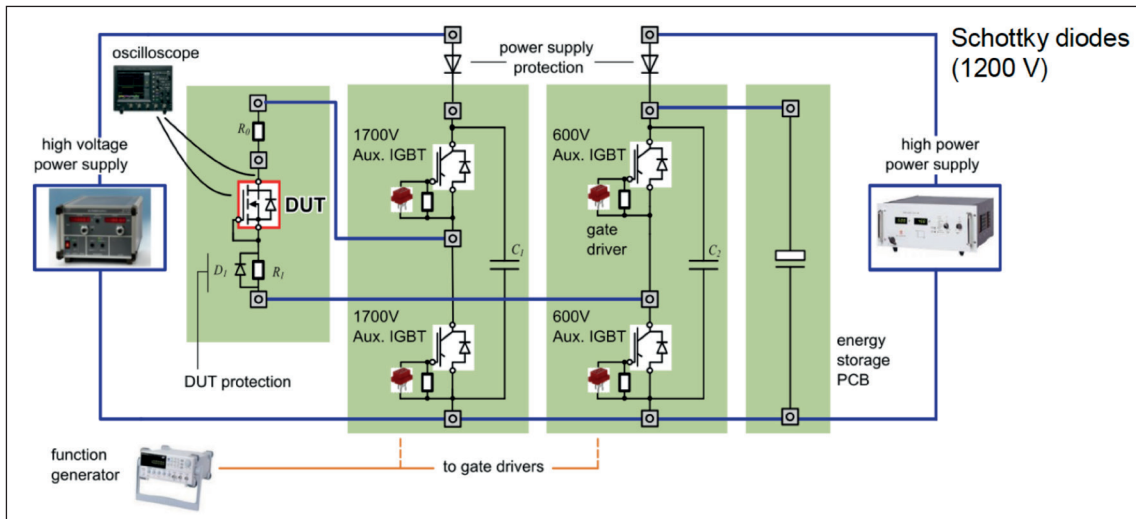 Schottky diodes
(1200 V)
oscilloscope
power supply
protection
R0
1700V
Aux. IGBT
600V
Aux. IGBT
high voltage
power supply
high power
power supply
DUT
gate
driver
C1
C2
D1
R1
1700V
Aux. IGBT
600V
Aux. IGBT
energy
storage
PCB
DUT protection
function
generator
to gate drivers